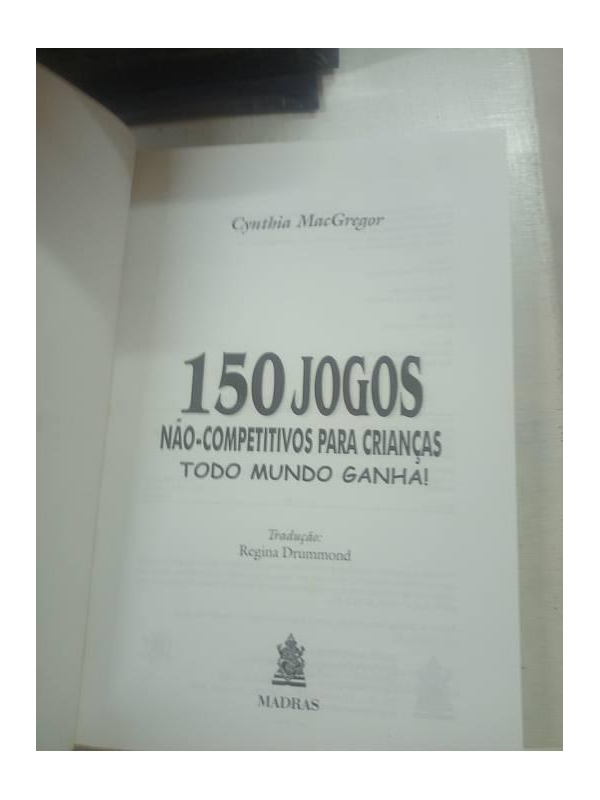 Cynthia MacGregor
150 JOGOS
NÃO-COMPETITIVOS PARA CRIANÇAS
TODO MUNDO GANHA!
Tradução:
Regina Drummond
MADRAS